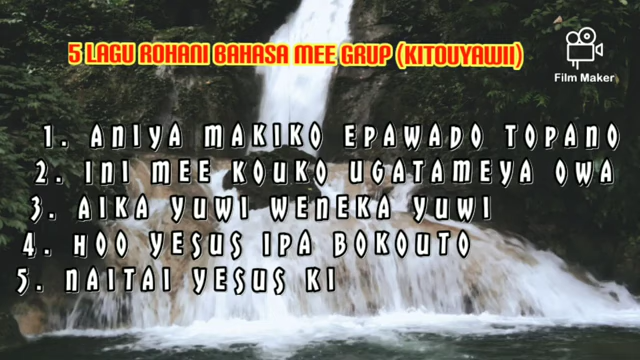 5 LAGU ROHANI BAHASA MEE GRUP (KITOUYAWII)
Film Maker
1. ANIYA MAKIKO EPAWADO TOPANO
2. INI MEE KOUKO UGATAMEYA OWA
3. AIKA YUWI WENEKA YUWI
4. HOO YESUS IPA BOKOUTO
5. NAITAI YESUS KI